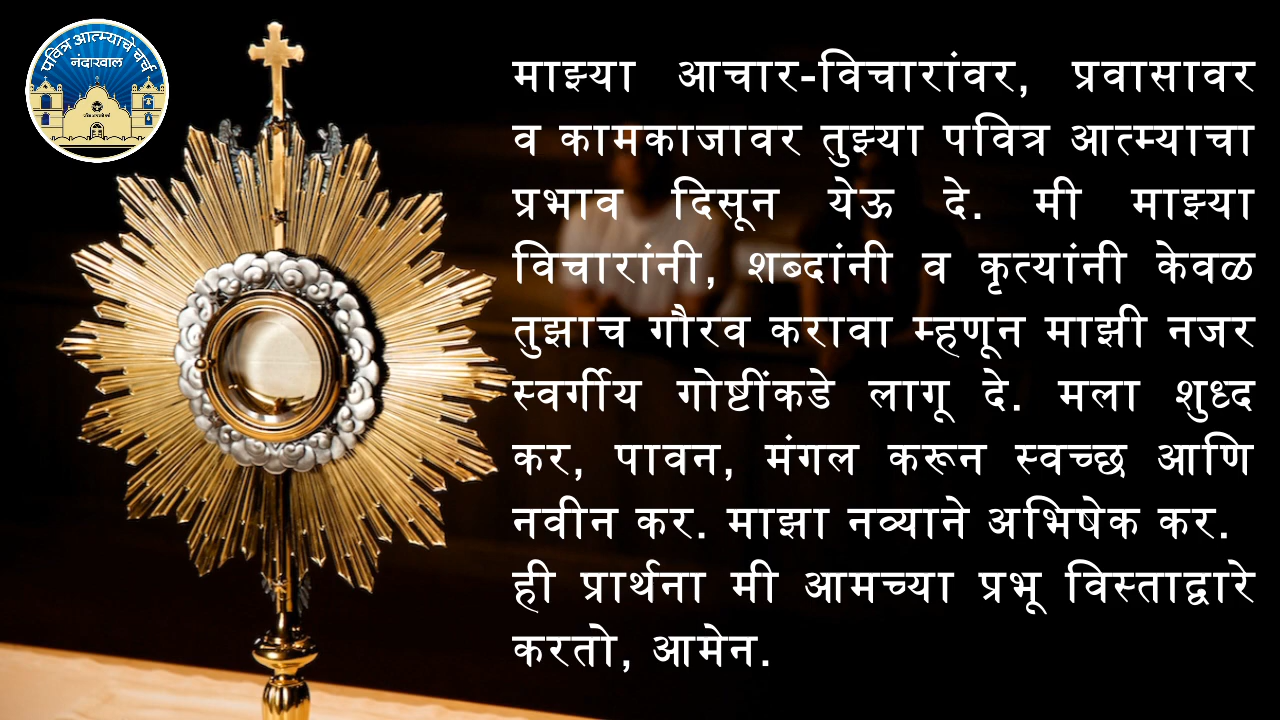 पवित्र आत्म्याचे चर्च
नंदाखाल
माझ्या आचार-विचारांवर, प्रवासावर
व कामकाजावर तुझ्या पवित्र आत्म्याचा
प्रभाव दिसून येऊ दे. मी माझ्या
विचारांनी, शब्दांनी व कृत्यांनी केवळ
तुझाच गौरव करावा म्हणून माझी नजर
स्वर्गीय गोष्टींकडे लागू दे. मला शुध्द
कर, पावन, मंगल करून स्वच्छ आणि
नवीन कर. माझा नव्याने अभिषेक कर.
ही प्रार्थना मी आमच्या प्रभू विस्ताद्वारे
करतो, आमेन.